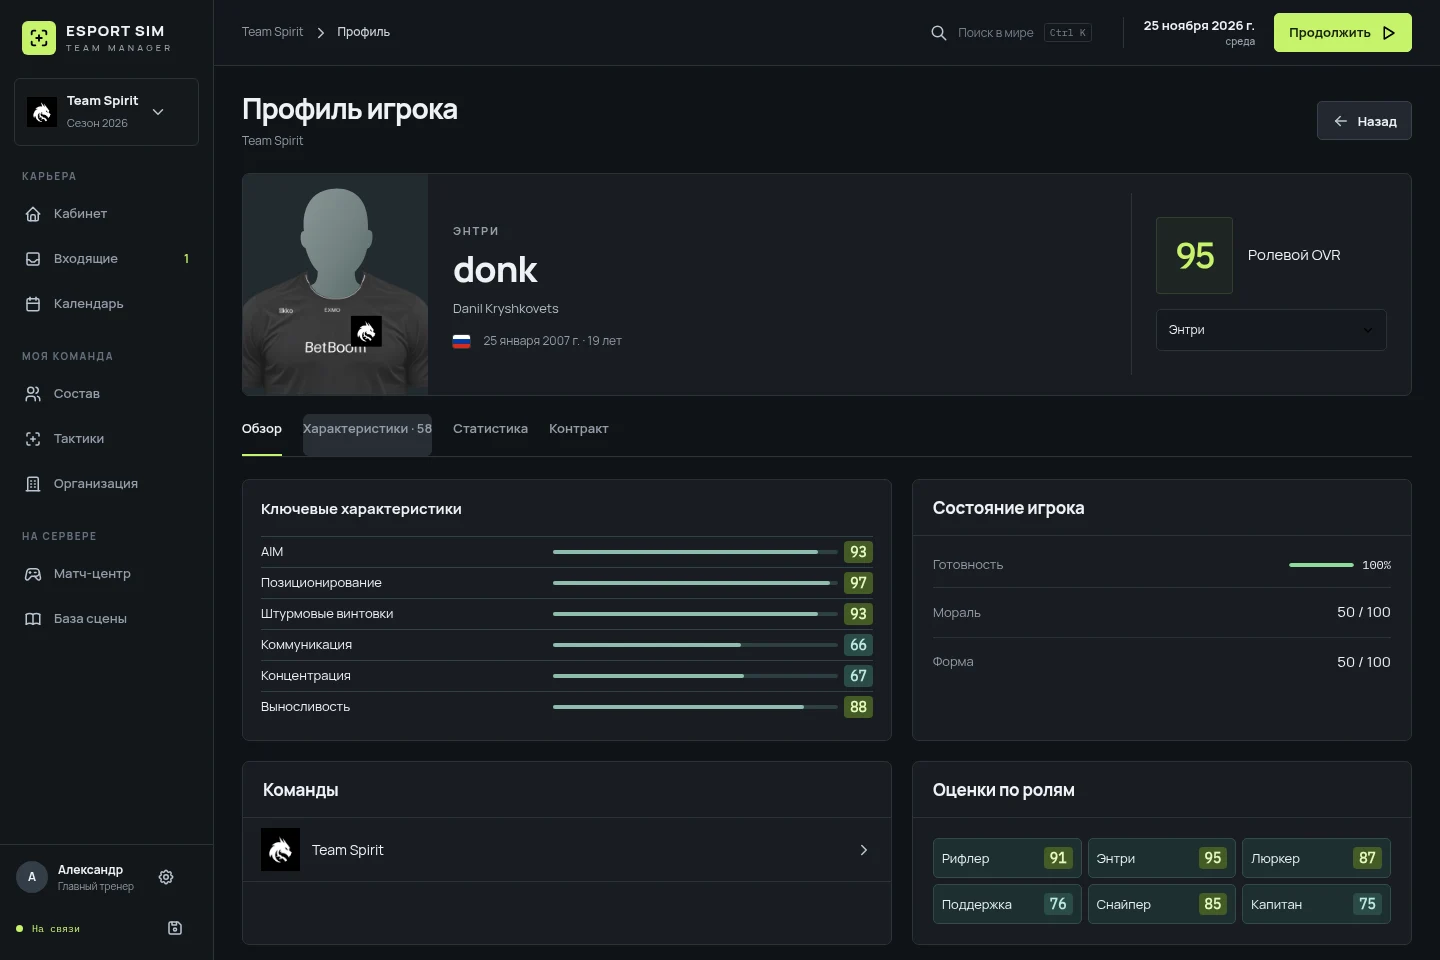 ESPORT SIM
TEAM MANAGER
Team Spirit
Сезон 2026
КАРЬЕРА
Кабинет
Входящие 1
Календарь
МОЯ КОМАНДА
Состав
Тактики
Организация
НА СЕРВЕРЕ
Матч-центр
База сцены
А
Александр
Главный тренер
На связи
Team Spirit > Профиль
Поиск в мире Ctrl K
25 ноября 2026 г.
среда
Продолжить
Профиль игрока
Team Spirit
Назад
EXMO
BetBoom
ЭНТРИ
donk
Danil Kryshkovets
25 января 2007 г. · 19 лет
95 Ролевой OVR
Энтри
Обзор Характеристики · 58 Статистика Контракт
Ключевые характеристики
AIM 93
Позиционирование 97
Штурмовые винтовки 93
Коммуникация 66
Концентрация 67
Выносливость 88
Состояние игрока
Готовность 100%
Мораль 50 / 100
Форма 50 / 100
Команды
Team Spirit
Оценки по ролям
Рифлер 91 Энтри 95 Люркер 87
Поддержка 76 Снайпер 85 Капитан 75